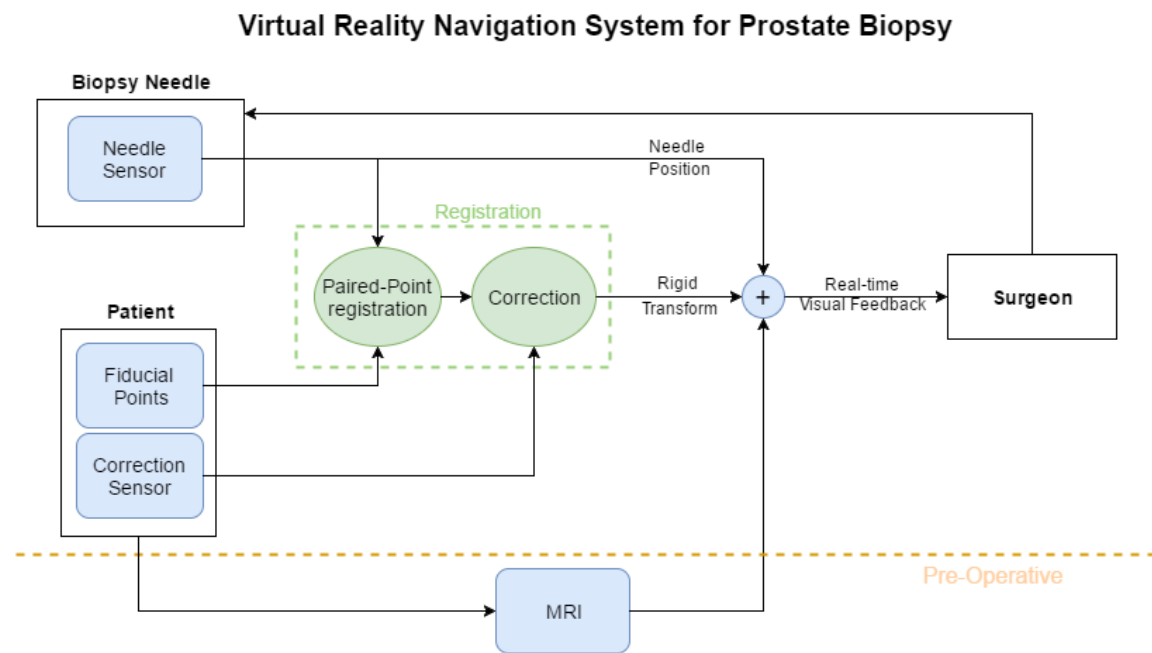 Virtual Reality Navigation System for Prostate Biopsy
Biopsy Needle
Needle
Sensor
Needle
Position
Registration
Paired-Point
registration
Correction
Rigid
Transform
+
Real-time
Visual Feedback
Surgeon
Patient
Fiducial
Points
Correction
Sensor
Pre-Operative
MRI